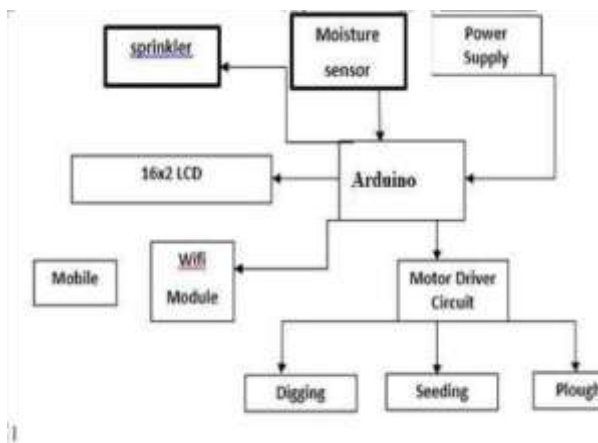 sprinkler
Moisture
sensor
Power
Supply
16x2 LCD
Arduino
Mobile
Wifi
Module
Motor Driver
Circuit
Digging
Seeding
Plough